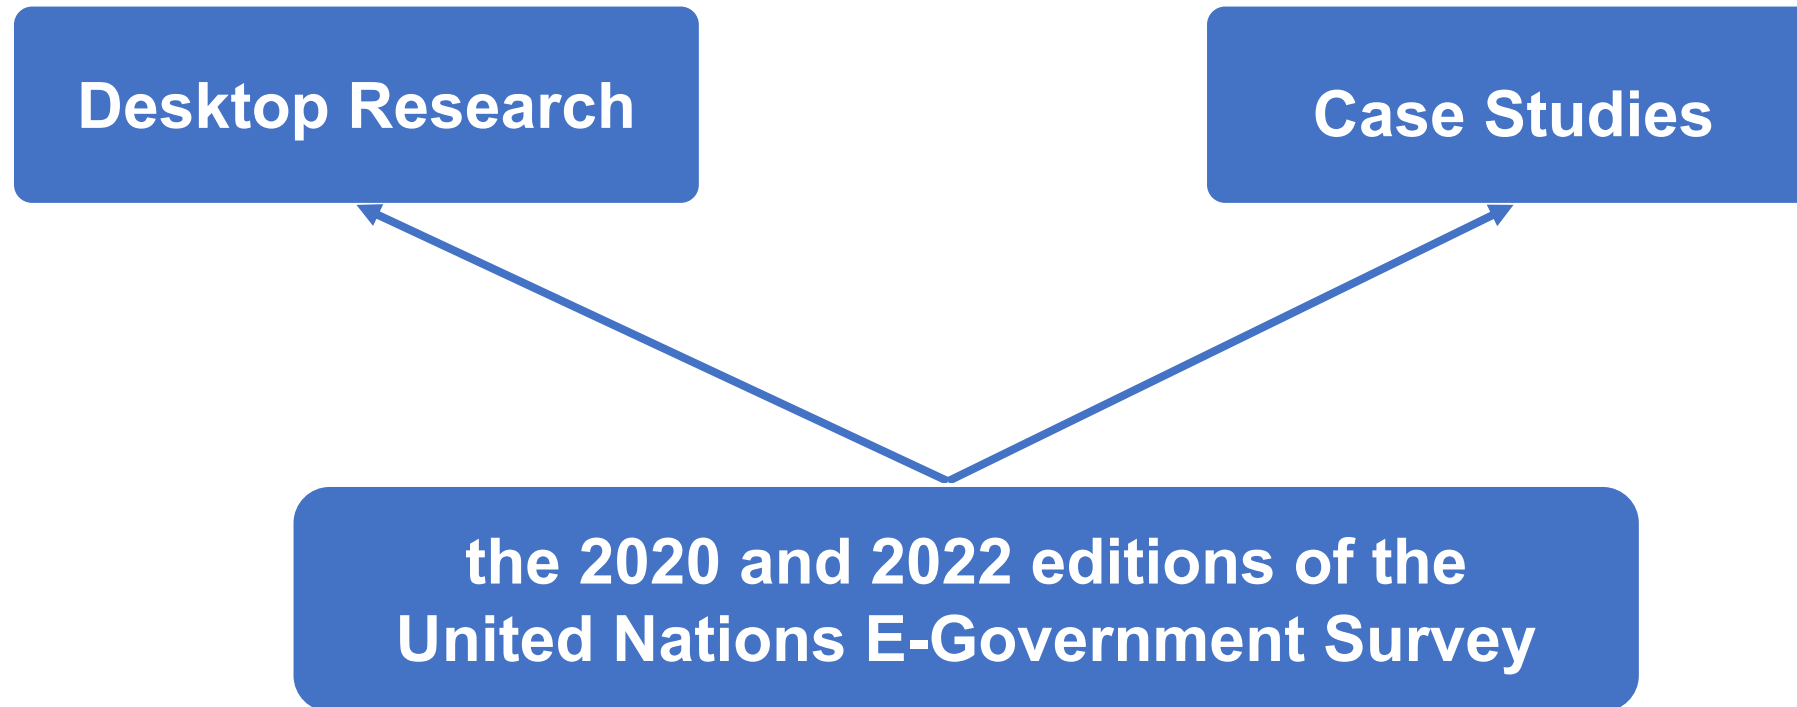 Desktop Research
Case Studies
the 2020 and 2022 editions of the
United Nations E-Government Survey